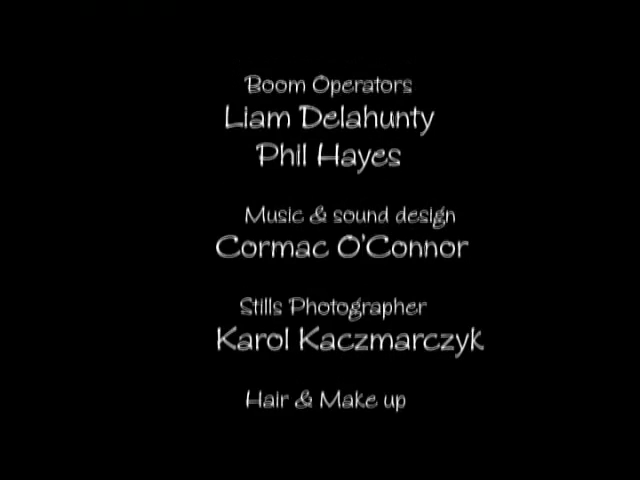 Boom Operators
Liam Delahunty
Phil Hayes
Music & sound design
Cormac O'Connor
Stills Photographer
Karol Kaczmarczyk
Hair & Make up